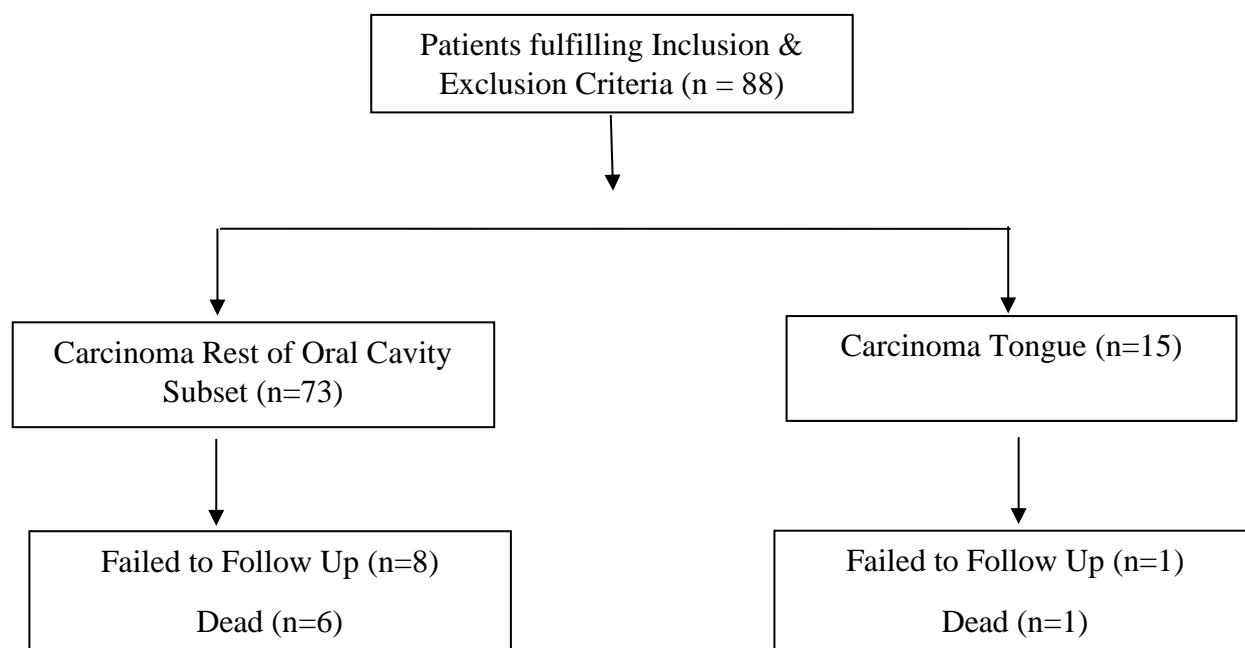 Patients fulfilling Inclusion &
Exclusion Criteria (n = 88)
Carcinoma Rest of Oral Cavity
Subset (n=73)
Carcinoma Tongue (n=15)
Failed to Follow Up (n=8)
Dead (n=6)
Failed to Follow Up (n=1)
Dead (n=1)